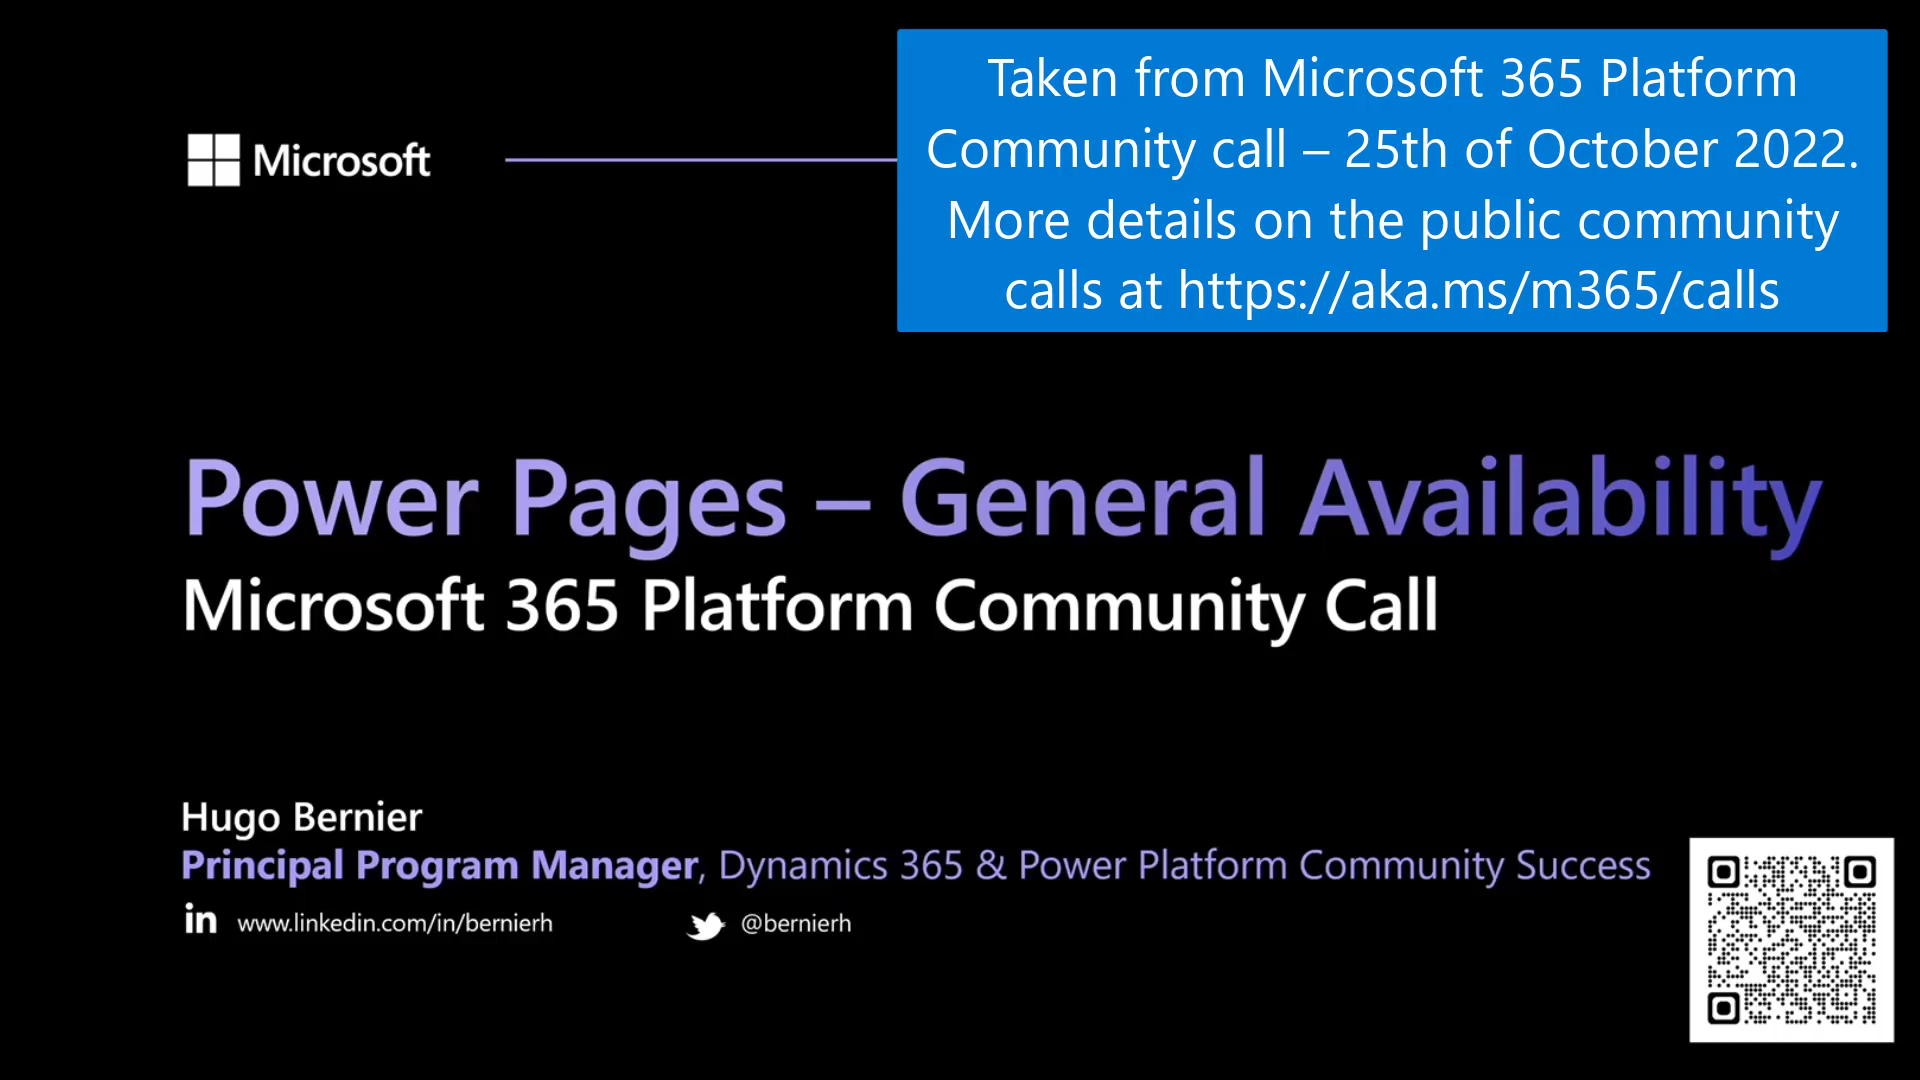 Taken from Microsoft 365 Platform
Community call – 25th of October 2022.
More details on the public community
calls at https://aka.ms/m365/calls
Microsoft
Power Pages – General Availability
Microsoft 365 Platform Community Call
Hugo Bernier
Principal Program Manager, Dynamics 365 & Power Platform Community Success
in www.linkedin.com/in/bernierh @bernierh